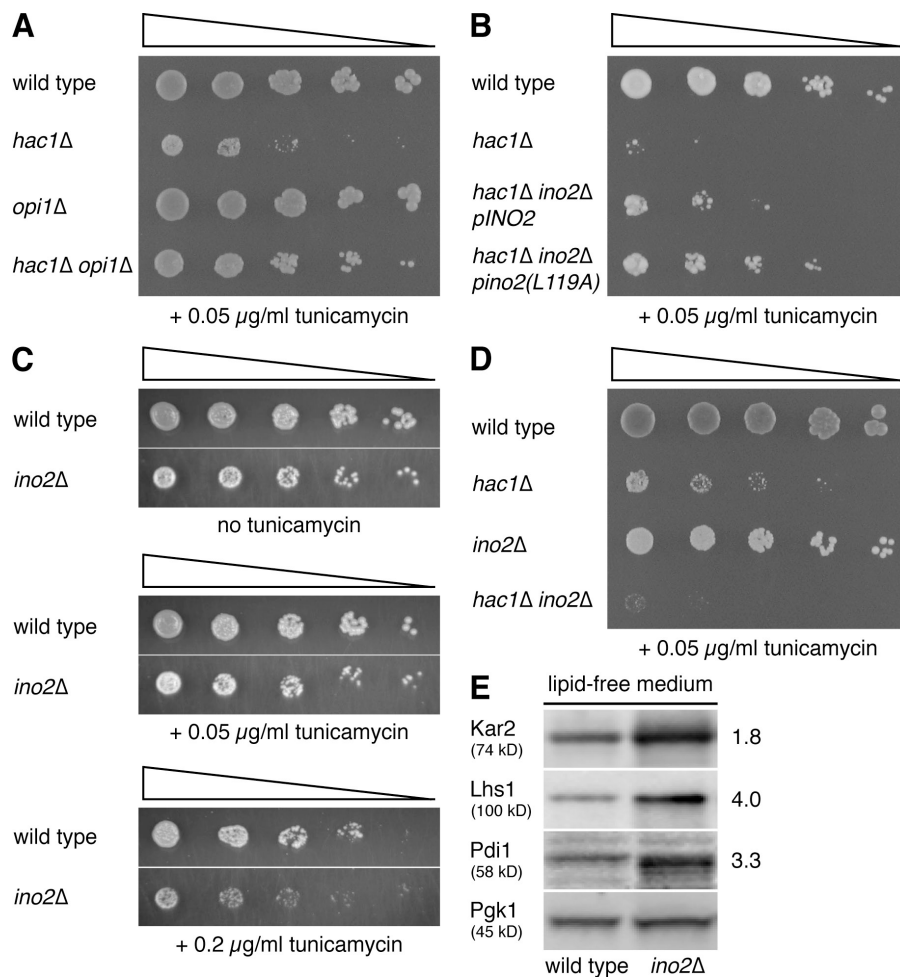 A
wild type
hac1Δ
opi1Δ
hac1Δ opi1Δ
+ 0.05 µg/ml tunicamycin
B
wild type
hac1Δ
hac1Δ ino2Δ
pINO2
hac1Δ ino2Δ
pino2(L119A)
+ 0.05 µg/ml tunicamycin
C
wild type
ino2Δ
no tunicamycin
wild type
ino2Δ
+ 0.05 µg/ml tunicamycin
wild type
ino2Δ
+ 0.2 µg/ml tunicamycin
D
wild type
hac1Δ
ino2Δ
hac1Δ ino2Δ
+ 0.05 µg/ml tunicamycin
E
lipid-free medium
Kar2
(74 kD)
1.8
Lhs1
(100 kD)
4.0
Pdi1
(58 kD)
3.3
Pgk1
(45 kD)
wild type ino2Δ